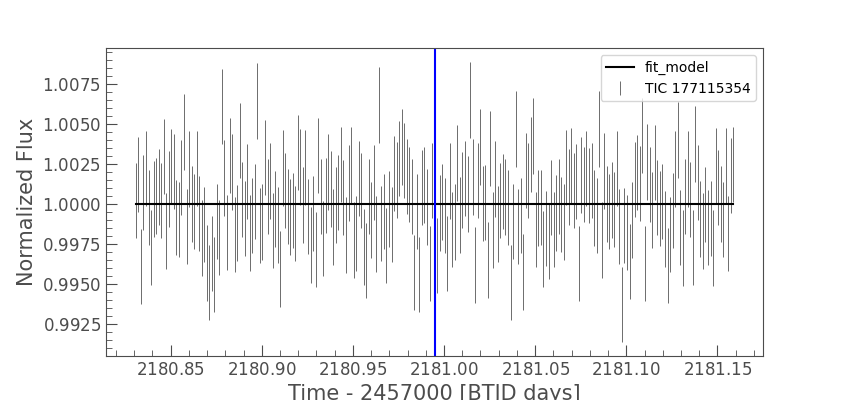 fit_model
TIC 177115354
Normalized Flux
1.0075
1.0050
1.0025
1.0000
0.9975
0.9950
0.9925
2180.85 2180.90 2180.95 2181.00 2181.05 2181.10 2181.15
Time - 2457000 [BTJD days]